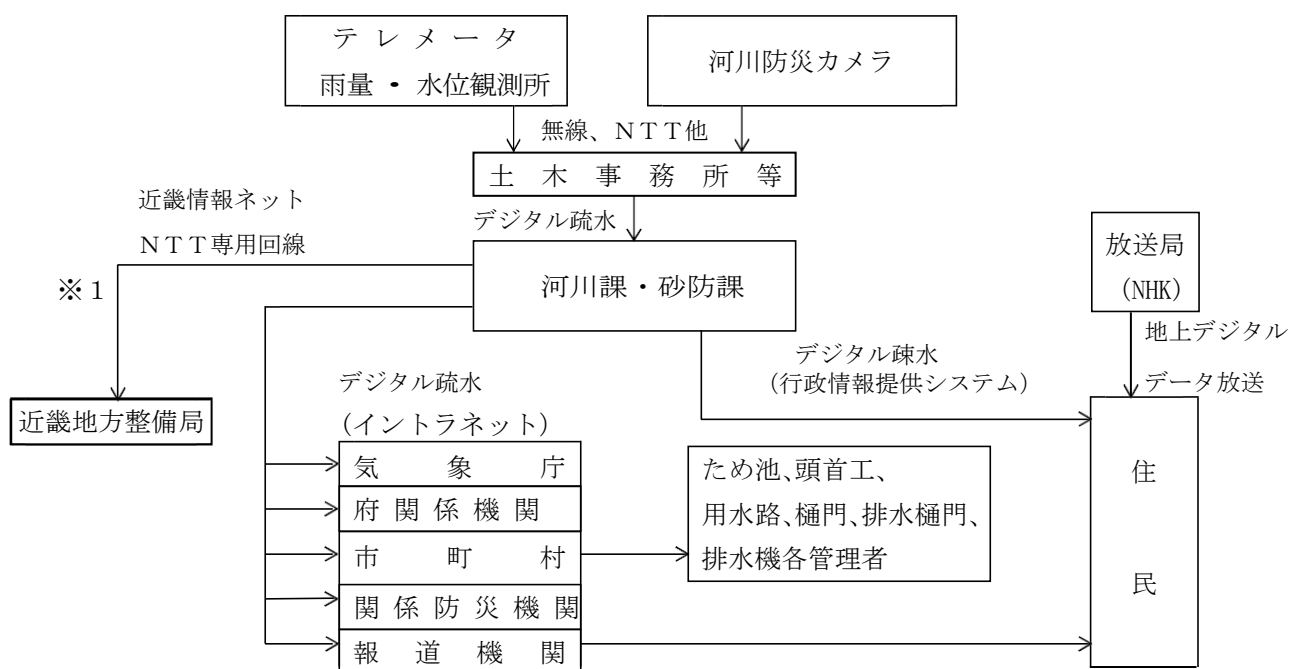 テレメータ
雨量・水位観測所
河川防災カメラ
無線、ＮＴＴ他
土木事務所等
近畿情報ネット
ＮＴＴ専用回線
デジタル疏水
※１
河川課・砂防課
放送局
(NHK)
地上デジタル
データ放送
デジタル疎水
(行政情報提供システム)
デジタル疏水
(イントラネット)
近畿地方整備局
気象庁
府関係機関
市町村
関係防災機関
報道機関
ため池、頭首工、
用水路、樋門、排水樋門、
排水機各管理者
住民